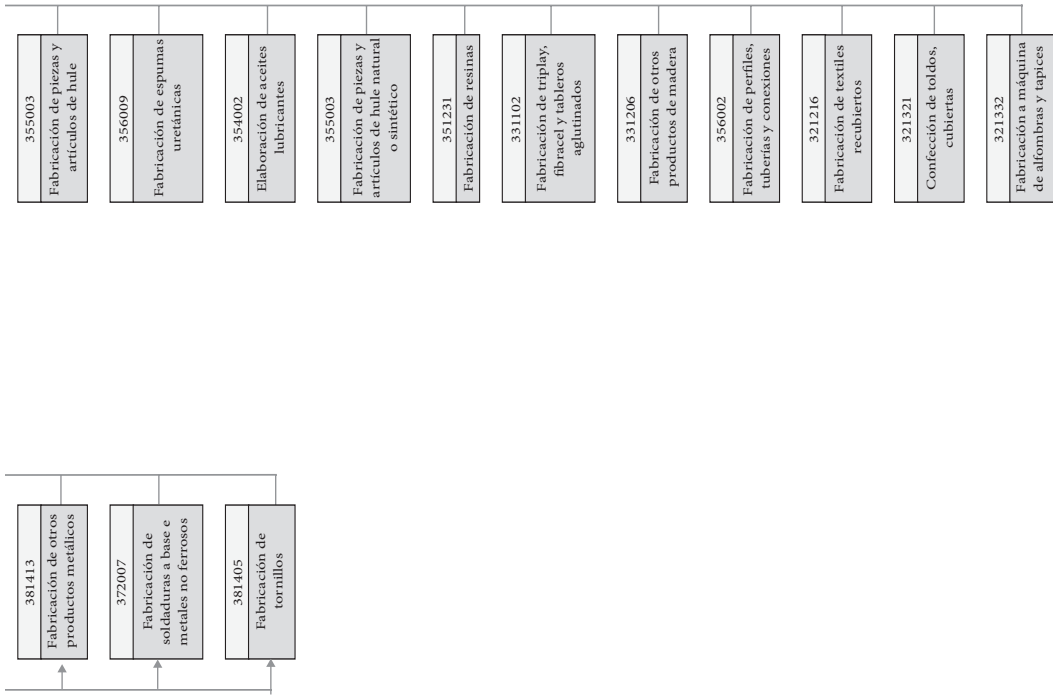 381413
Fabricación de otros
productos metálicos
372007
Fabricación de
soldaduras a base e
metales no ferrosos
381405
Fabricación de
tornillos
355003
Fabricación de piezas y
artículos de hule
356009
Fabricación de espumas
uretánicas
354002
Elaboración de aceites
lubricantes
355003
Fabricación de piezas y
artículos de hule natural
o sintético
351231
Fabricación de resinas
331102
Fabricación de triplay,
fibracel y tableros
aglutinados
331206
Fabricación de otros
productos de madera
356002
Fabricación de perfiles,
tuberías y conexiones
321216
Fabricación de textiles
recubiertos
321321
Confección de toldos,
cubiertas
321332
Fabricación a máquina
de alfombras y tapices